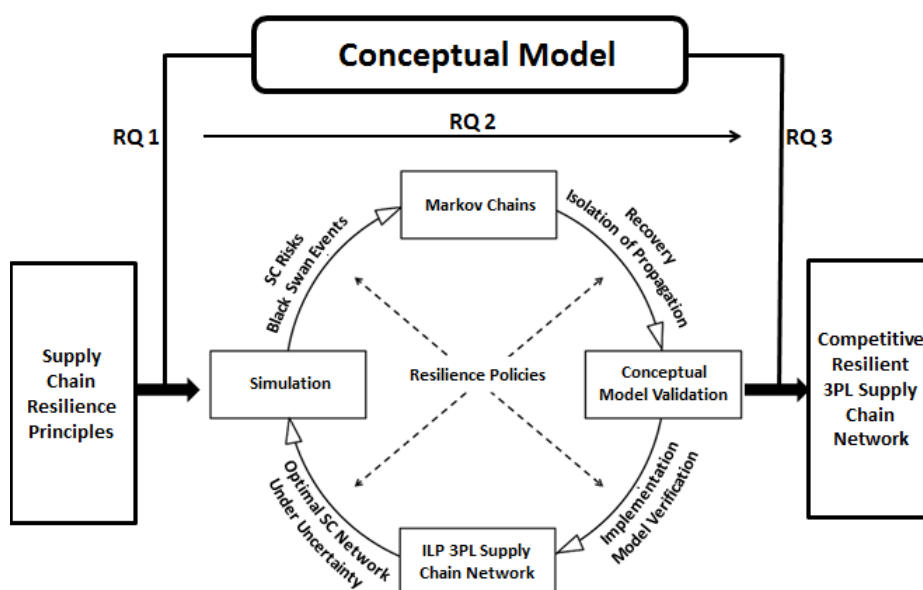 Conceptual Model
RQ 1
RQ 2
RQ 3
Markov Chains
SC Risks
Black Swan Events
Recovery
Isolation of Propagation
Supply
Chain
Resilience
Principles
Simulation
Resilience Policies
Conceptual
Model Validation
Competitive
Resilient
3PL Supply
Chain
Network
Optimal SC Network
Under Uncertainty
ILP 3PL Supply
Chain Network
Implementation
Model Verification